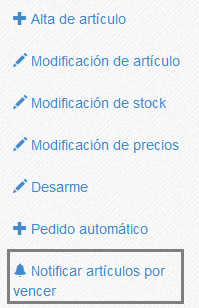 Alta de artículo
Modificación de artículo
Modificación de stock
Modificación de precios
Desarme
Pedido automático
Notificar artículos por
vencer